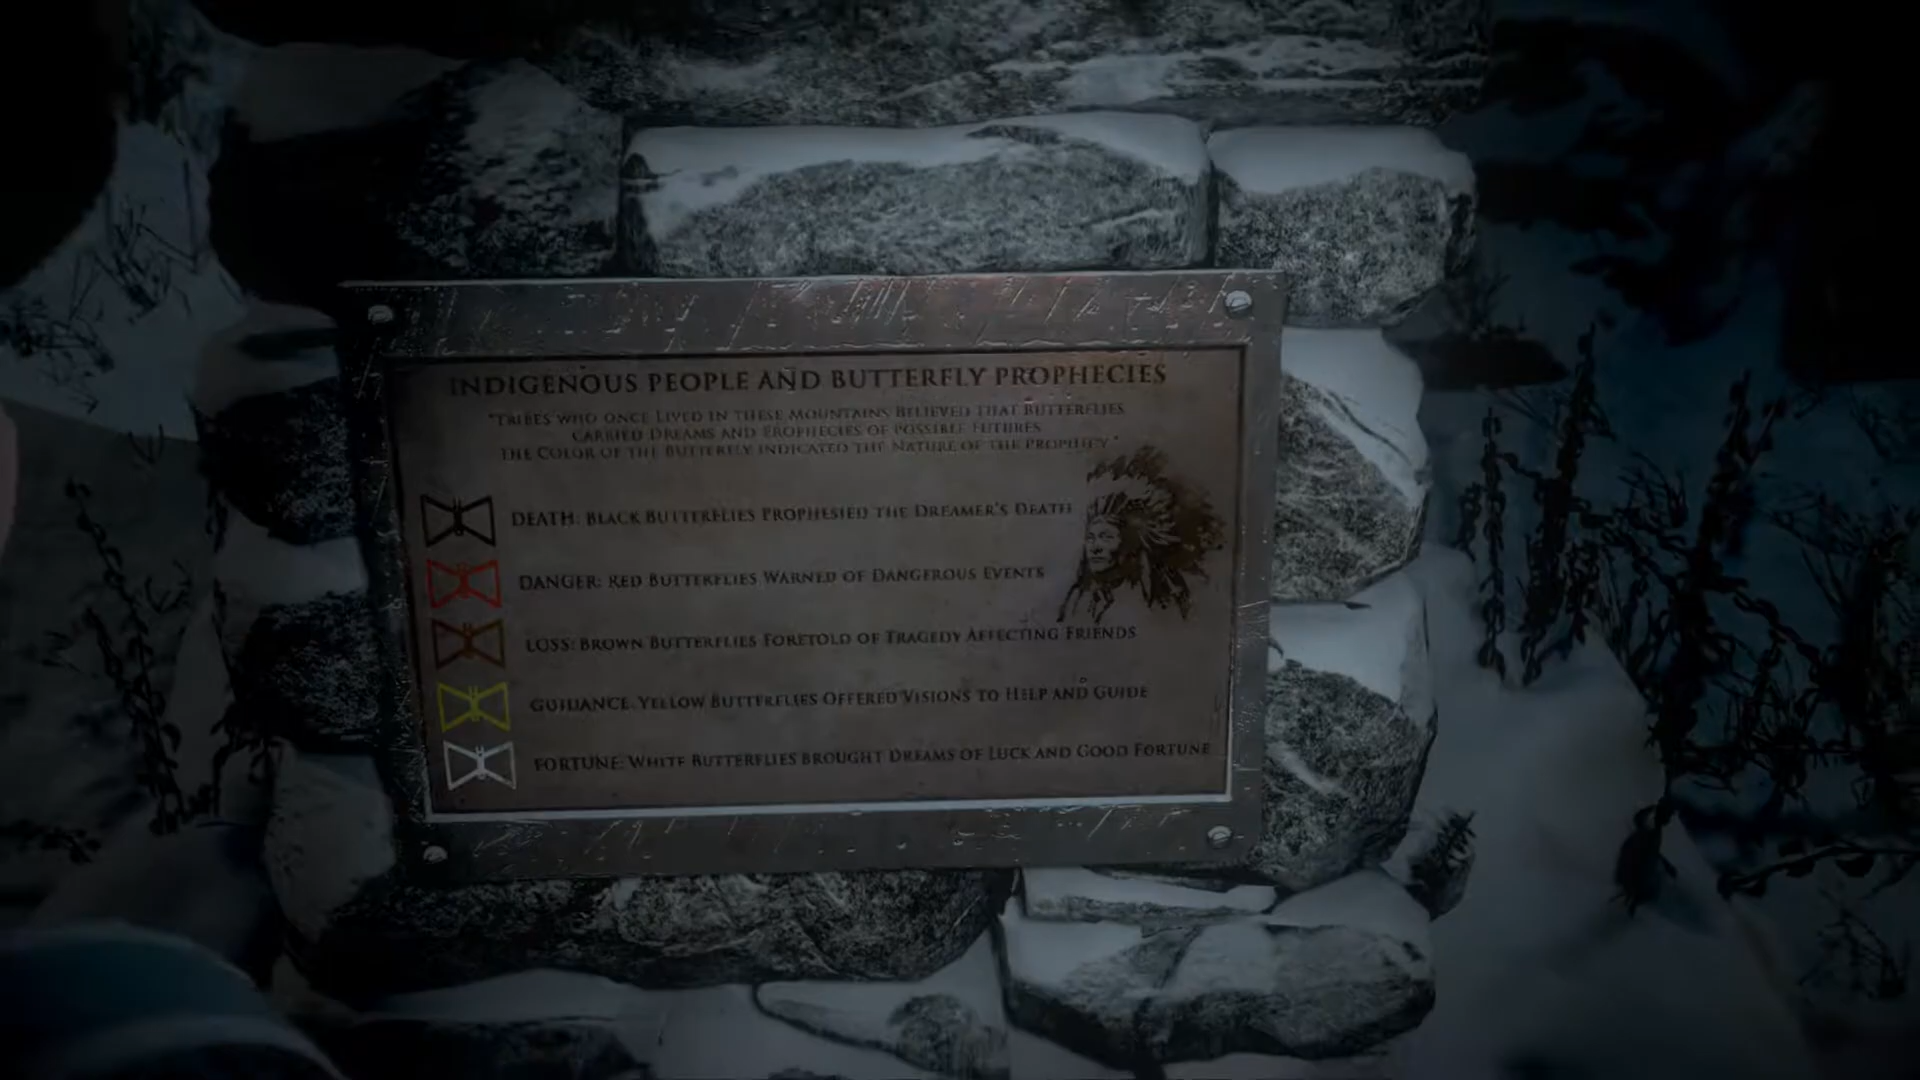 INDIGENOUS PEOPLE AND BUTTERFLY PROPHECIES
"TRIBES WHO ONCE LIVED IN THESE MOUNTAINS BELIEVED THAT BUTTERFLIES
CARRIED DREAMS AND PROPHECIES OF POSSIBLE FUTURES
THE COLOR OF THE BUTTERFLY INDICATED THE NATURE OF THE PROPHECY."
DEATH: BLACK BUTTERFLIES PROPHESIED THE DREAMER'S DEATH
DANGER: RED BUTTERFLIES WARNED OF DANGEROUS EVENTS
LOSS: BROWN BUTTERFLIES FORETOLD OF TRAGEDY AFFECTING FRIENDS
GUIDANCE: YELLOW BUTTERFLIES OFFERED VISIONS TO HELP AND GUIDE
FORTUNE: WHITE BUTTERFLIES BROUGHT DREAMS OF LUCK AND GOOD FORTUNE